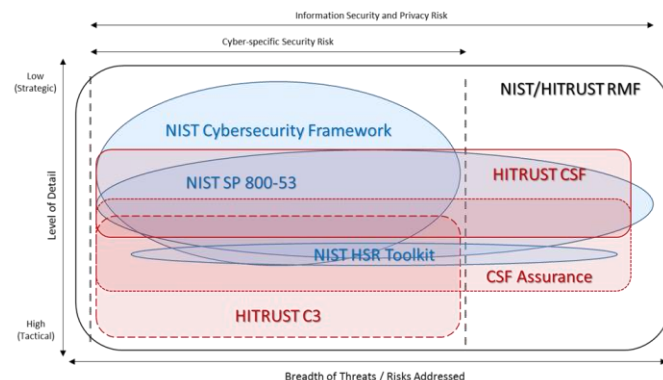 Information Security and Privacy Risk
Cyber-specific Security Risk
Low
(Strategic)
NIST/HITRUST RMF
NIST Cybersecurity Framework
NIST SP 800-53
HITRUST CSF
Level of Detail
NIST HSR Toolkit
CSF Assurance
HITRUST C3
High
(Tactical)
Breadth of Threats / Risks Addressed